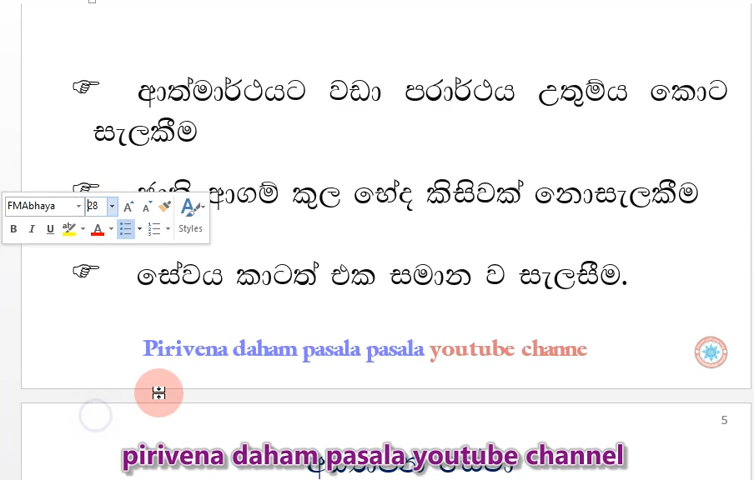 ආත්මාර්ථයට වඩා පරාර්ථය උතුම්ය කොට
සැලකීම
ආගම් කුල භේද කිසිවක් නොසැලකීම
FMAbhaya 28
B I U Styles
සේවය කාටත් එක සමාන ව සැලසීම.
Pirivena daham pasala pasala youtube channe
5
pirivena daham pasala youtube channel